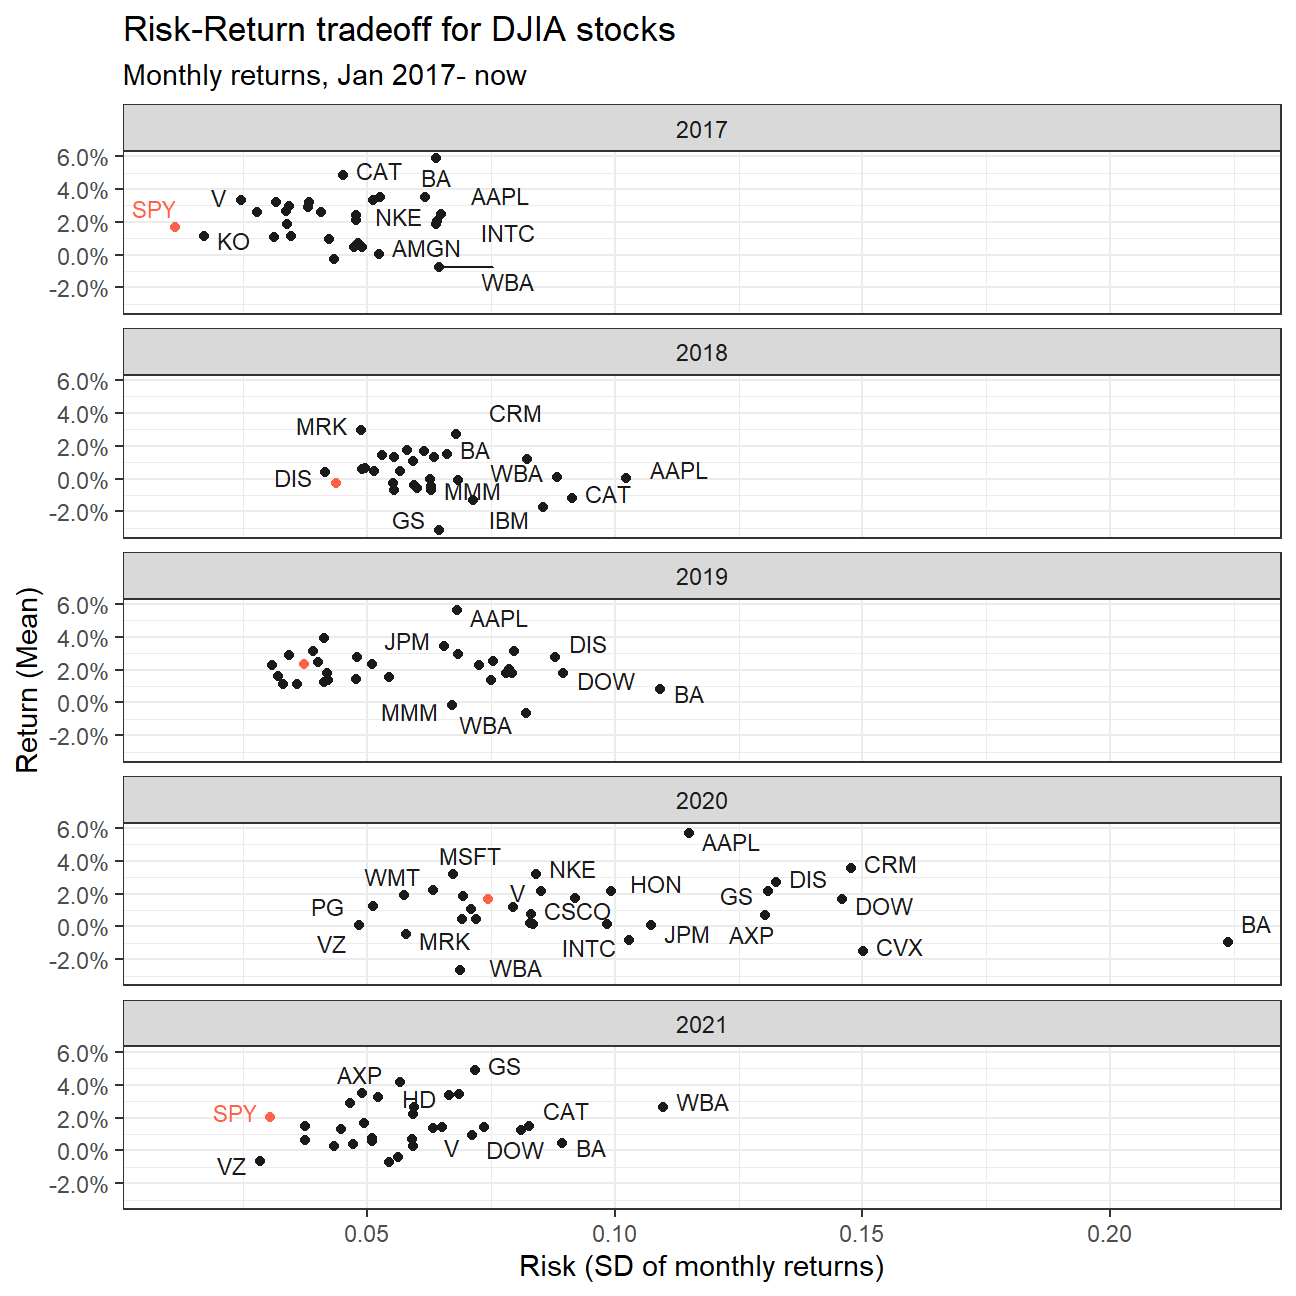 Risk-Return tradeoff for DJIA stocks
Monthly returns, Jan 2017- now
Return (Mean)
2017
6.0%
4.0%
2.0%
0.0%
-2.0%
CAT
BA
V
AAPL
SPY
NKE
INTC
KO
AMGN
WBA
2018
6.0%
4.0%
2.0%
0.0%
-2.0%
CRM
MRK
BA
WBA
AAPL
DIS
MMM
CAT
GS
IBM
2019
6.0%
4.0%
2.0%
0.0%
-2.0%
AAPL
JPM
DIS
DOW
BA
MMM
WBA
2020
6.0%
4.0%
2.0%
0.0%
-2.0%
AAPL
MSFT
NKE
CRM
WMT
V
HON
DIS
GS
PG
CSCO
DOW
VZ
MRK
INTC
JPM
AXP
CVX
BA
WBA
2021
6.0%
4.0%
2.0%
0.0%
-2.0%
GS
AXP
HD
WBA
SPY
CAT
V
DOW
BA
VZ
0.05
0.10
0.15
0.20
Risk (SD of monthly returns)